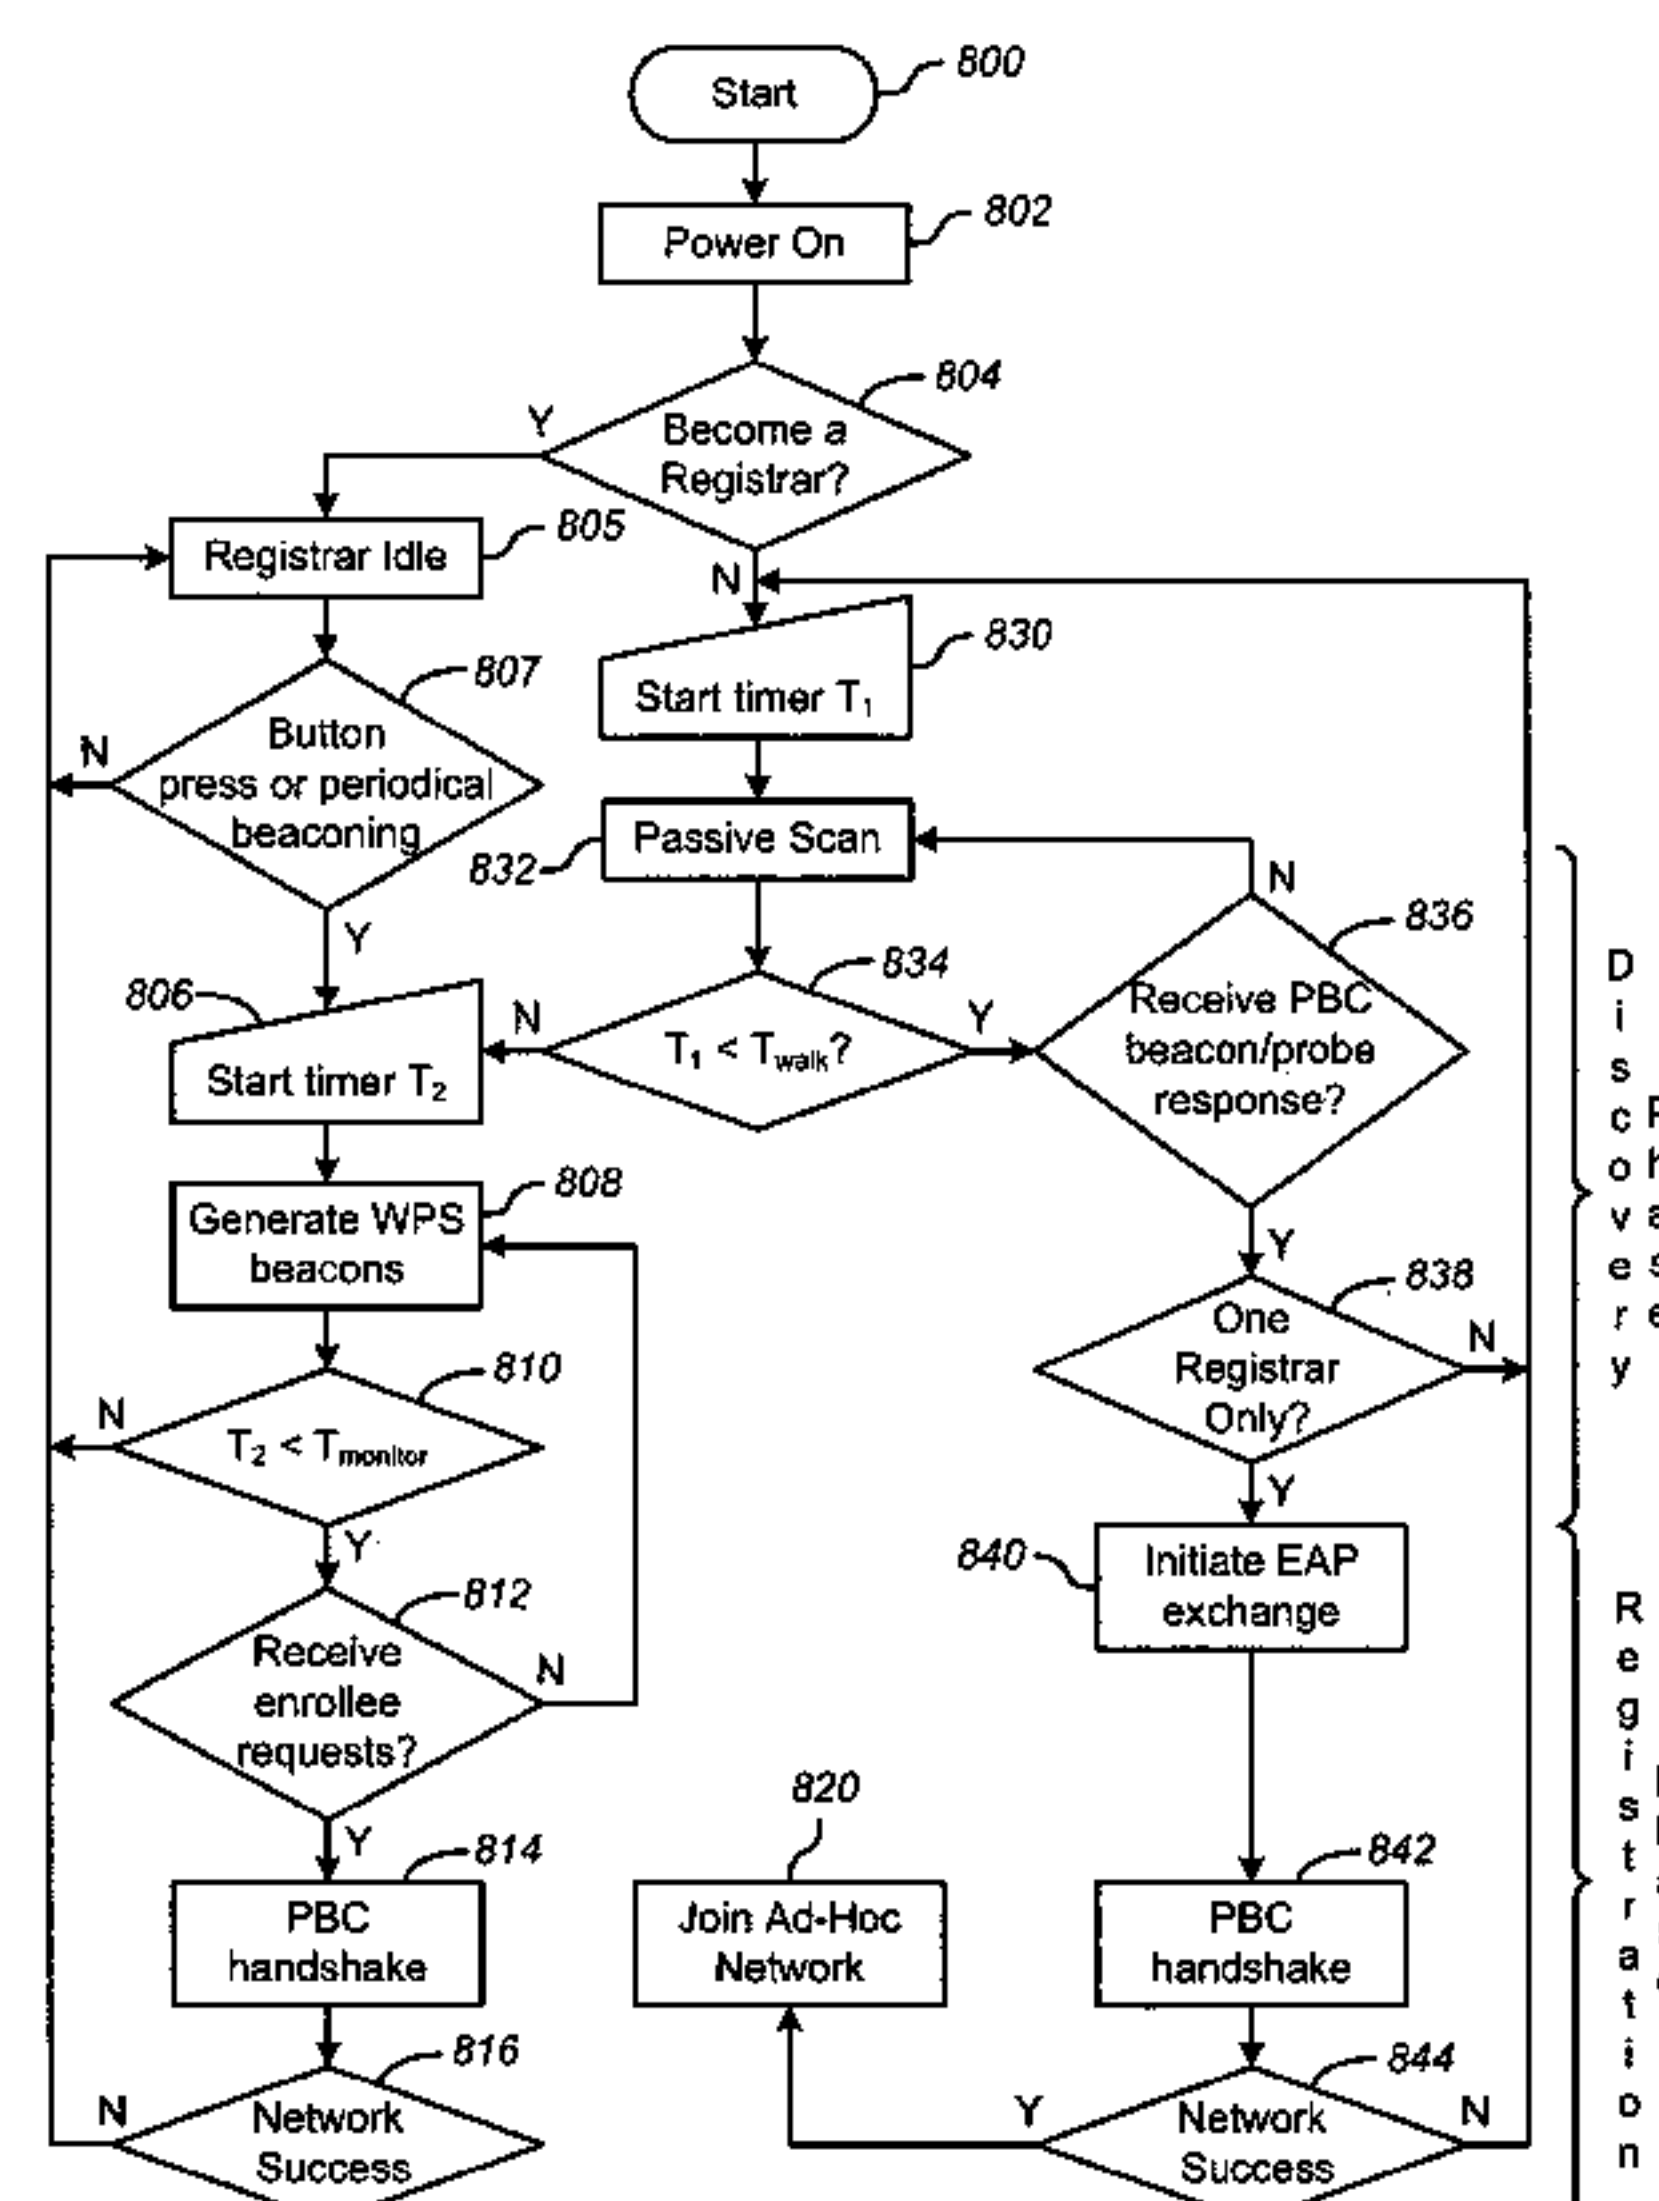 Start
800
Power On
802
804
Become a
Registrar?
Y
N
Registrar Idle
805
807
Button
press or periodical
beaconing
N
Y
830
Start timer T1
Passive Scan
832
834
T1 < Twalk?
N
Y
836
Receive PBC
beacon/probe
response?
N
Y
806
Start timer T2
808
Generate WPS
beacons
838
One
Registrar
Only?
N
Y
810
T2 < Tmonitor
N
Y
812
Receive
enrollee
requests?
N
Y
840
Initiate EAP
exchange
814
PBC
handshake
820
Join Ad-Hoc
Network
842
PBC
handshake
816
Network
Success
N
844
Network
Success
Y
N
Discovery
Registration